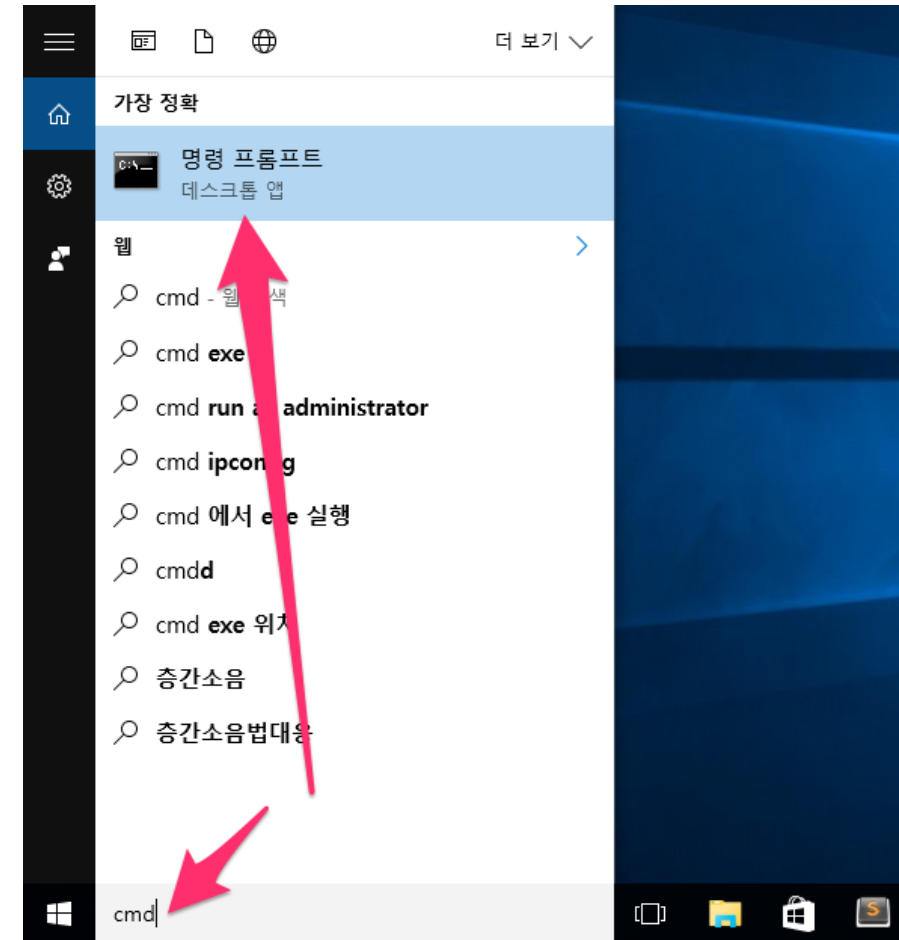 더 보기
가장 정확
C:\_
명령 프롬프트
데스크톱 앱
웹
cmd -
cmd exe
cmd run administrator
cmd
cmd 에서 실행
cmdd
cmd exe
층간소음
층간소음법대응
cmd
S